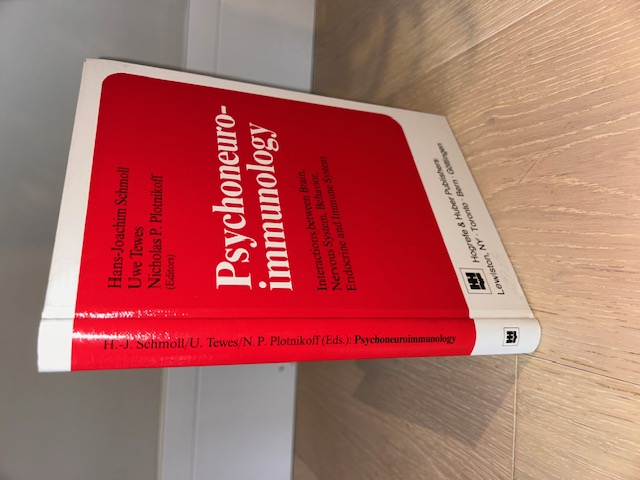 Hans-Joachim Schmoll
Uwe Tewes
Nicholas P. Plotnikoff
(Editors)
Psychoneuro-
immunology
Interactions between Brain,
Nervous System, Behavior,
Endocrine and Immune System
Hogrefe & Huber Publishers
Lewiston, NY · Toronto · Bern · Göttingen
H.-J. Schmoll/U. Tewes/N. P. Plotnikoff (Eds.): Psychoneuroimmunology